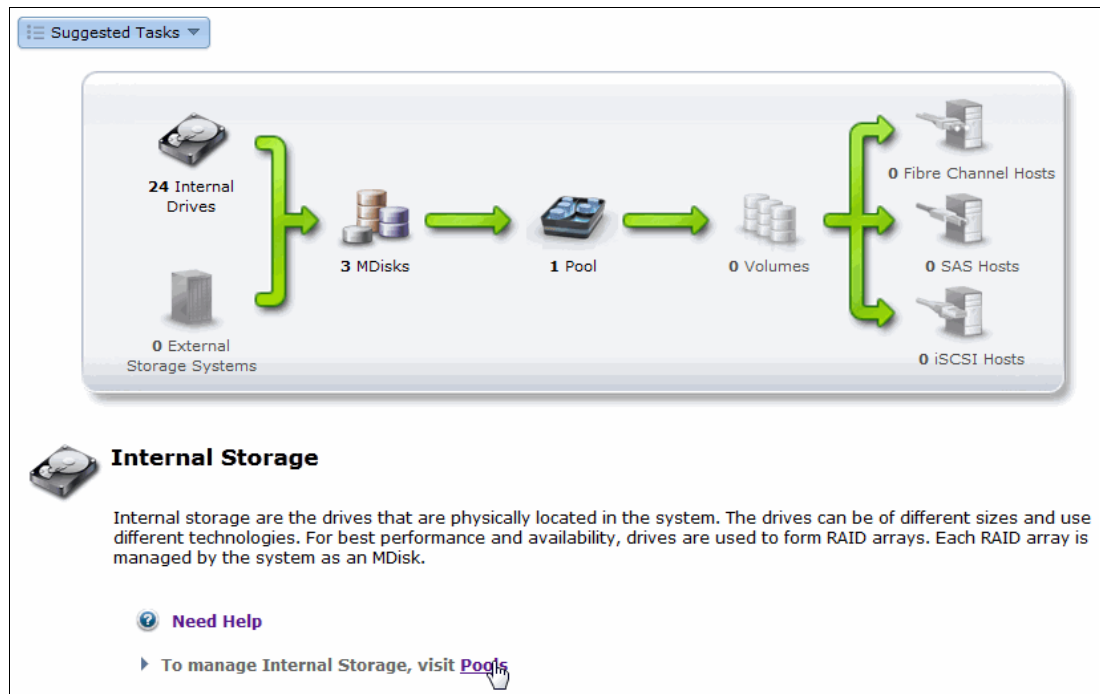 Suggested Tasks
24 Internal
Drives
0 External
Storage Systems
3 MDisks
1 Pool
0 Volumes
0 Fibre Channel Hosts
0 SAS Hosts
0 iSCSI Hosts
Internal Storage
Internal storage are the drives that are physically located in the system. The drives can be of different sizes and use
different technologies. For best performance and availability, drives are used to form RAID arrays. Each RAID array is
managed by the system as an MDisk.
Need Help
To manage Internal Storage, visit Pools